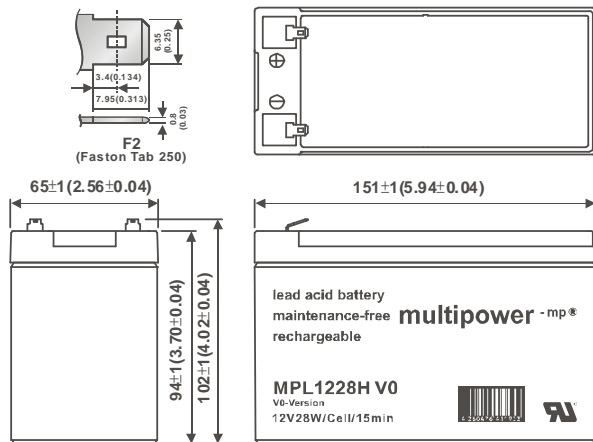 6.35
(0.25)
3.4(0.134)
7.95(0.313)
0.8
(0.03)
F2
(Faston Tab 250)
65±1(2.56±0.04)
151±1(5.94±0.04)
94±1(3.70±0.04)
102±1(4.02±0.04)
lead acid battery
maintenance-free multipower -mp®
rechargeable
MPL1228H V0
V0-Version
12V28W/Cell/15min